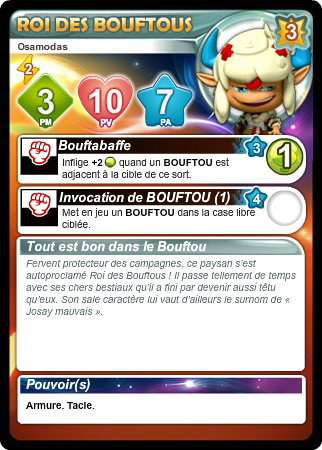 ROI DES BOUFTOUS
3
Osamodas
2
3
PM
10
PV
7
PA
Bouftabaffe
3
1
Inflige +2 quand un BOUFTOU est
adjacent à la cible de ce sort.
Invocation de BOUFTOU (1)
4
Met en jeu un BOUFTOU dans la case libre
ciblée.
Tout est bon dans le Bouftou
Fervent protecteur des campagnes, ce paysan s'est
autoproclamé Roi des Bouftous ! Il passe tellement de temps
avec ses chers bestiaux qu'il a fini par devenir aussi têtu
qu'eux. Son sale caractère lui vaut d'ailleurs le surnom de «
Josay mauvais ».
Pouvoir(s)
Armure. Tacle.